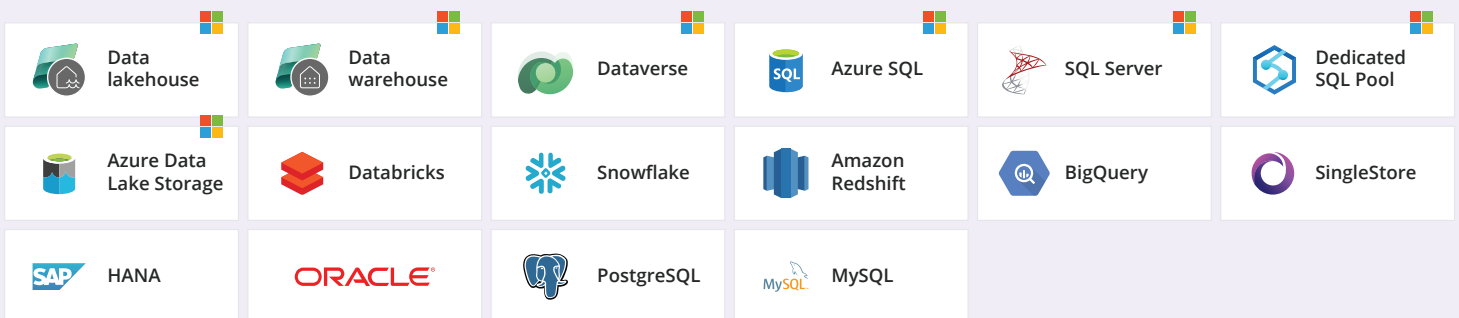 Data
lakehouse
Data
warehouse
Dataverse
SQL
Azure SQL
SQL Server
Dedicated
SQL Pool
Azure Data
Lake Storage
Databricks
Snowflake
Amazon
Redshift
BigQuery
SingleStore
SAP
HANA
ORACLE®
PostgreSQL
MySQL
MySQL